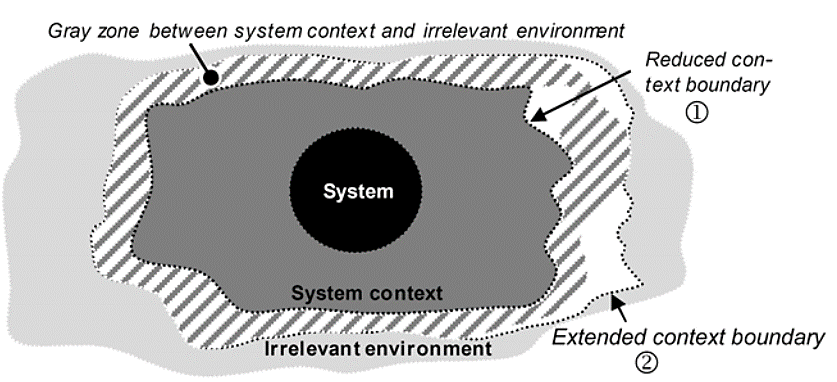 Gray zone between system context and irrelevant environment
Reduced con-
text boundary
①
System
System context
Irrelevant environment
Extended context boundary
②